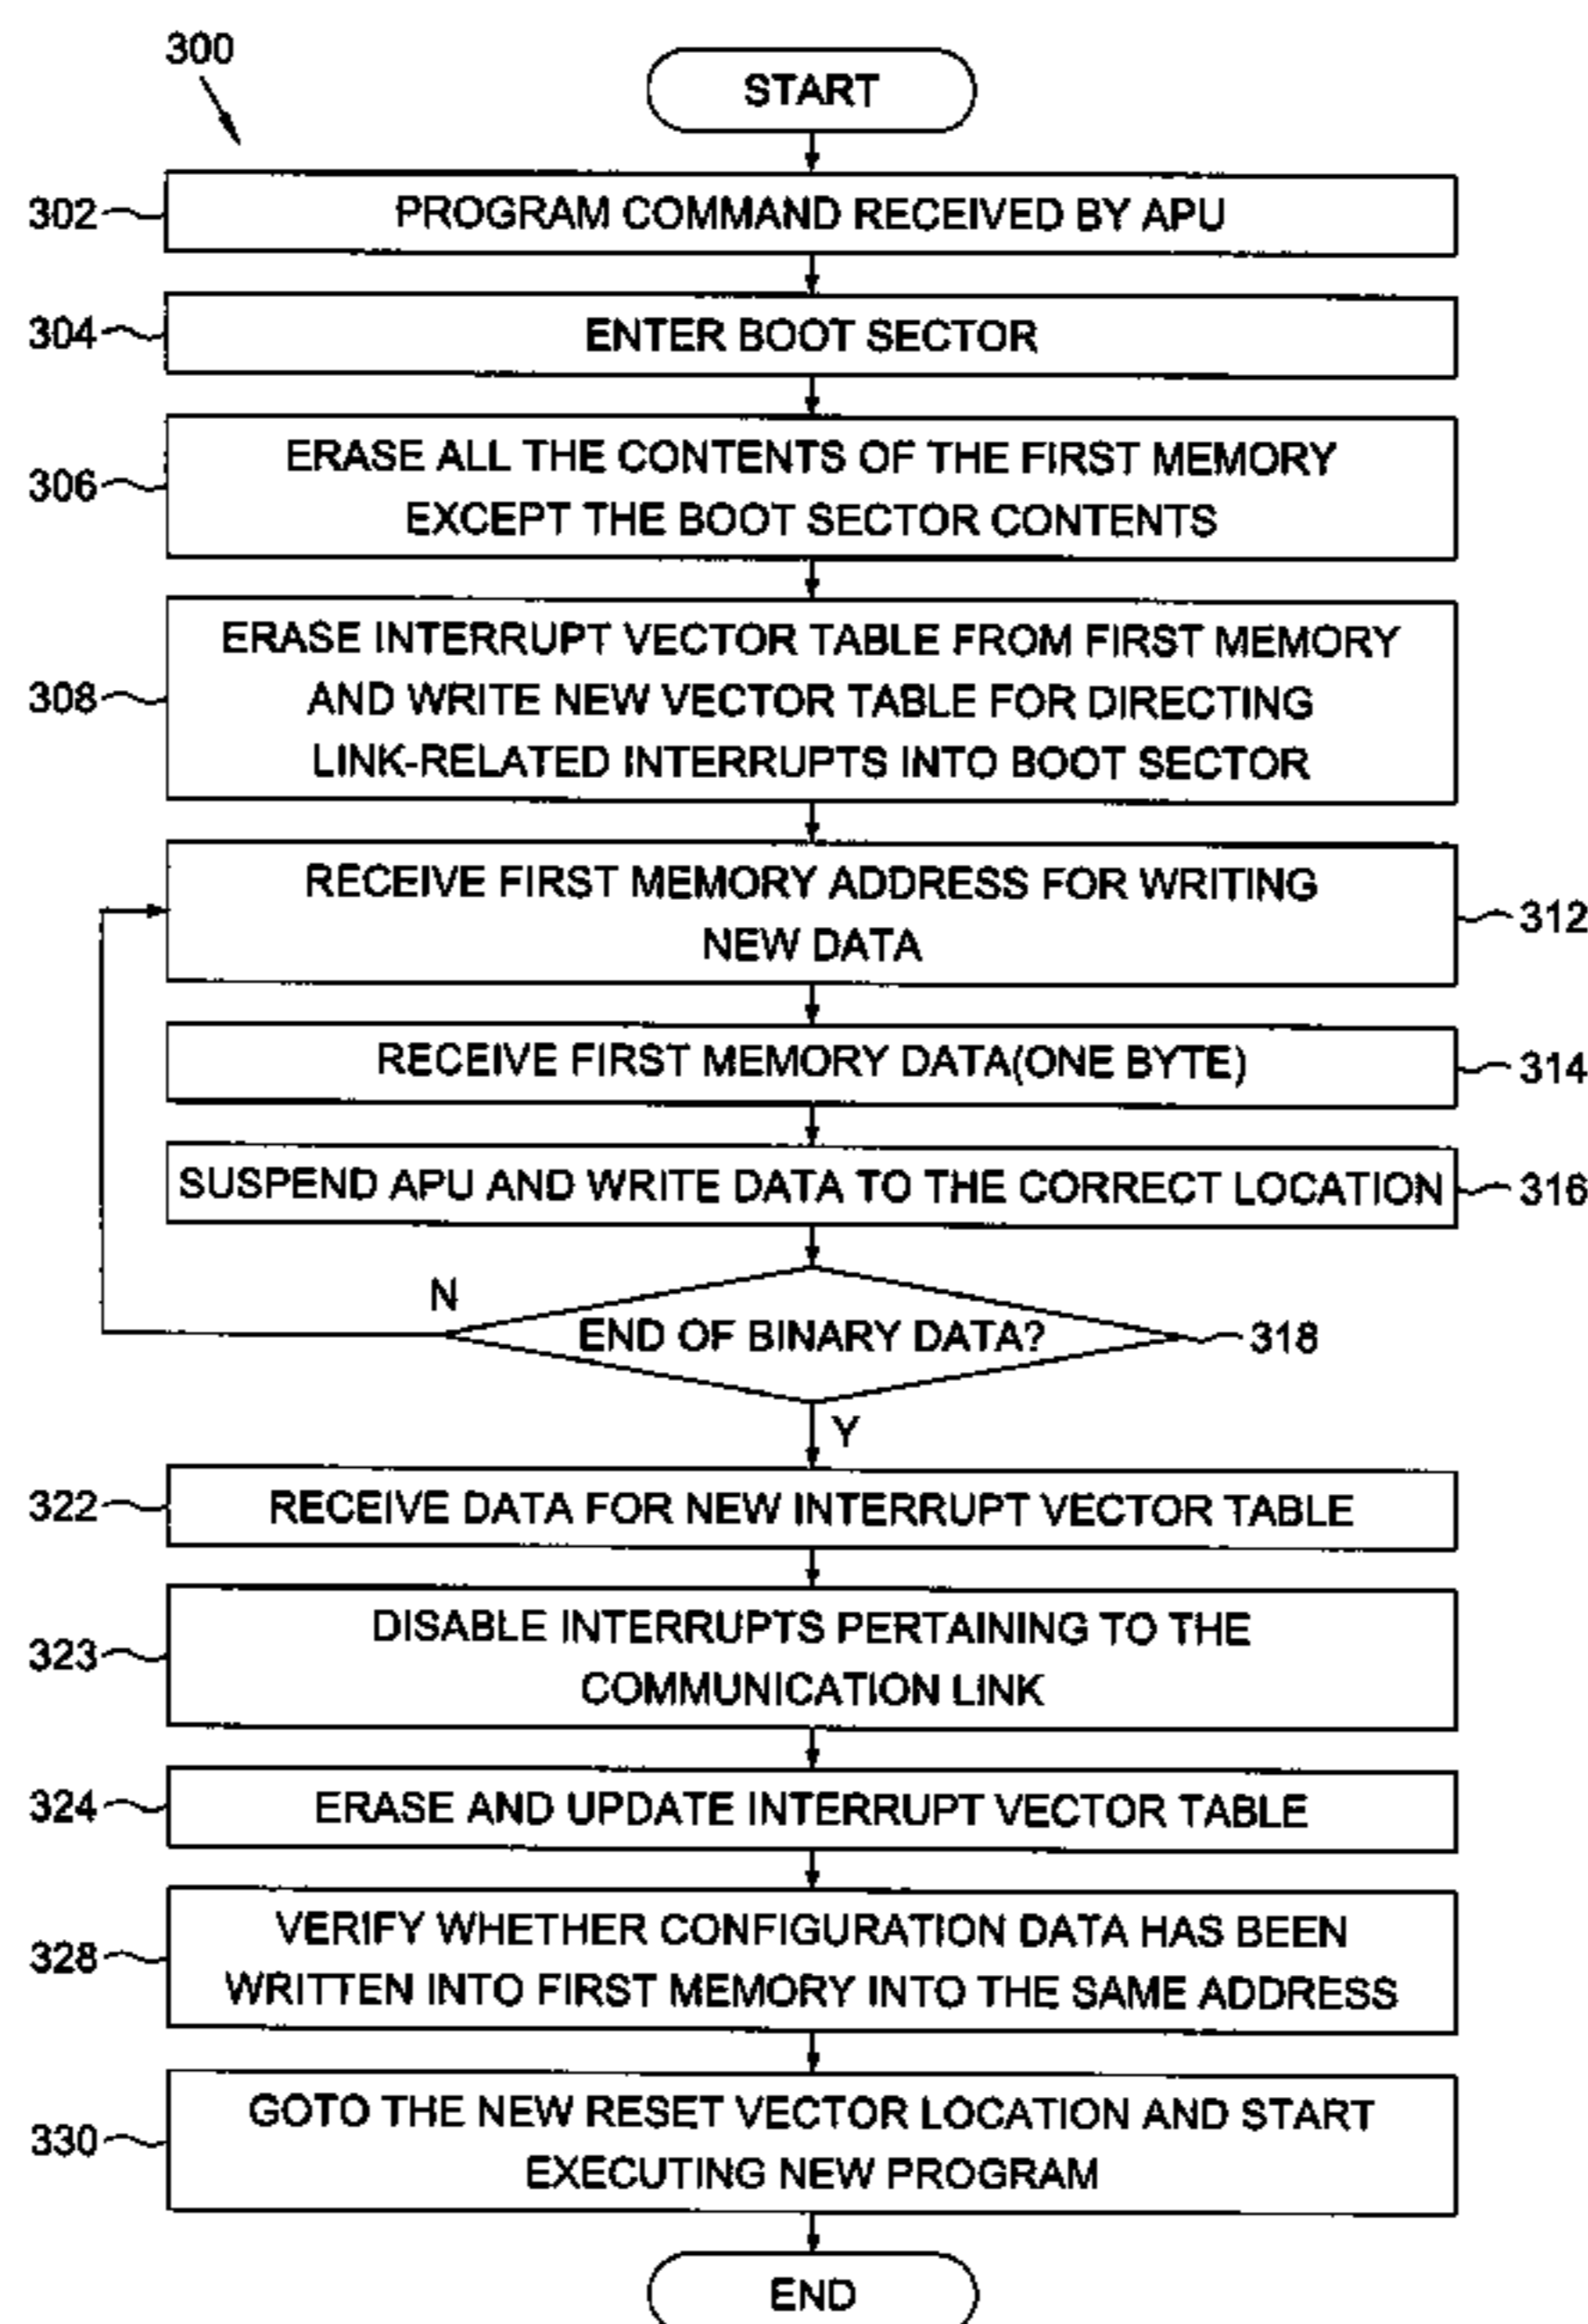 300
START
302
PROGRAM COMMAND RECEIVED BY APU
304
ENTER BOOT SECTOR
306
ERASE ALL THE CONTENTS OF THE FIRST MEMORY
EXCEPT THE BOOT SECTOR CONTENTS
308
ERASE INTERRUPT VECTOR TABLE FROM FIRST MEMORY
AND WRITE NEW VECTOR TABLE FOR DIRECTING
LINK-RELATED INTERRUPTS INTO BOOT SECTOR
RECEIVE FIRST MEMORY ADDRESS FOR WRITING
NEW DATA
312
RECEIVE FIRST MEMORY DATA(ONE BYTE)
314
SUSPEND APU AND WRITE DATA TO THE CORRECT LOCATION
316
N
END OF BINARY DATA?
318
Y
322
RECEIVE DATA FOR NEW INTERRUPT VECTOR TABLE
323
DISABLE INTERRUPTS PERTAINING TO THE
COMMUNICATION LINK
324
ERASE AND UPDATE INTERRUPT VECTOR TABLE
328
VERIFY WHETHER CONFIGURATION DATA HAS BEEN
WRITTEN INTO FIRST MEMORY INTO THE SAME ADDRESS
330
GOTO THE NEW RESET VECTOR LOCATION AND START
EXECUTING NEW PROGRAM
END